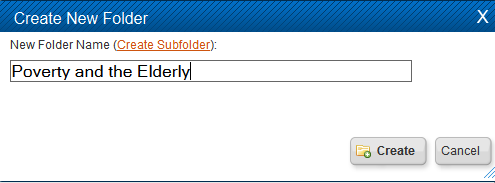 Create New Folder X
New Folder Name (Create Subfolder):
Poverty and the Elderly
Create Cancel